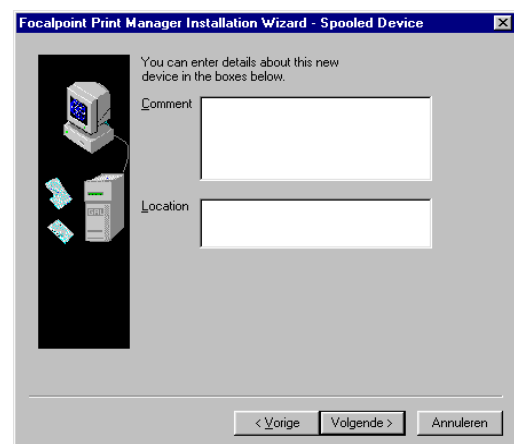 Focalpoint Print Manager Installation Wizard - Spooled Device
You can enter details about this new
device in the boxes below.
Comment
Location
< Vorige
Volgende >
Annuleren